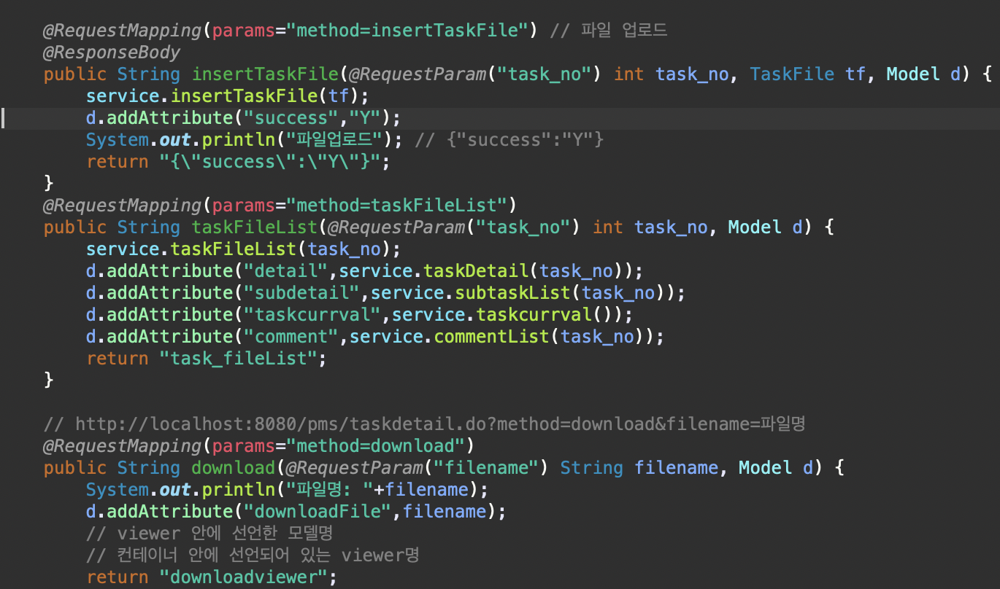 @RequestMapping(params="method=insertTaskFile") // 파일 업로드
@ResponseBody
public String insertTaskFile(@RequestParam("task_no") int task_no, TaskFile tf, Model d) {
service.insertTaskFile(tf);
d.addAttribute("success","Y");
System.out.println("파일업로드"); // {"success":"Y"}
return "{\"success\":\"Y\"}";
}
@RequestMapping(params="method=taskFileList")
public String taskFileList(@RequestParam("task_no") int task_no, Model d) {
service.taskFileList(task_no);
d.addAttribute("detail",service.taskDetail(task_no));
d.addAttribute("subdetail",service.subtaskList(task_no));
d.addAttribute("taskcurrval",service.taskcurrval());
d.addAttribute("comment",service.commentList(task_no));
return "task_fileList";
}
// http://localhost:8080/pms/taskdetail.do?method=download&filename=파일명
@RequestMapping(params="method=download")
public String download(@RequestParam("filename") String filename, Model d) {
System.out.println("파일명: "+filename);
d.addAttribute("downloadFile",filename);
// viewer 안에 선언한 모델명
// 컨테이너 안에 선언되어 있는 viewer명
return "downloadviewer";